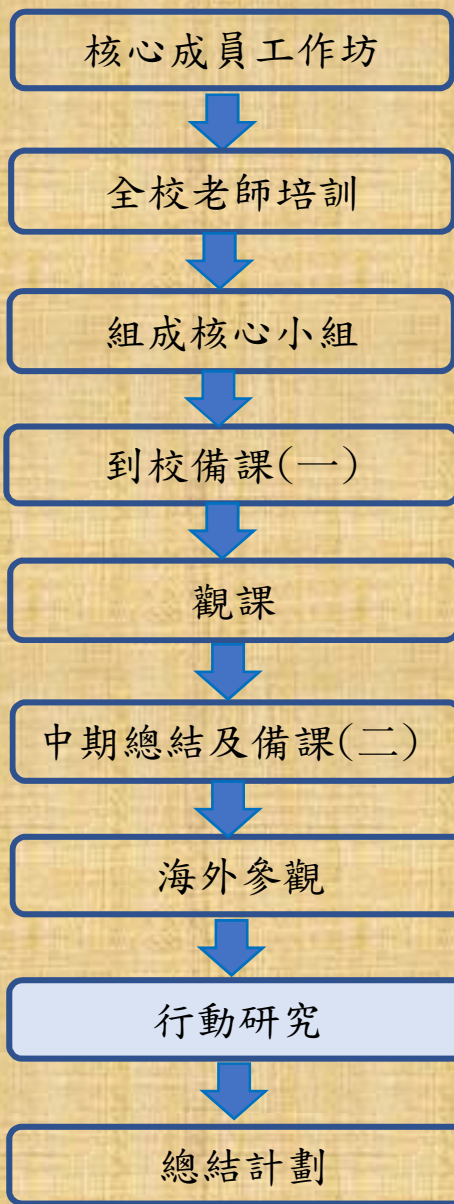 核心成員工作坊
全校老師培訓
組成核心小組
到校備課(一)
觀課
中期總結及備課(二)
海外參觀
行動研究
總結計劃